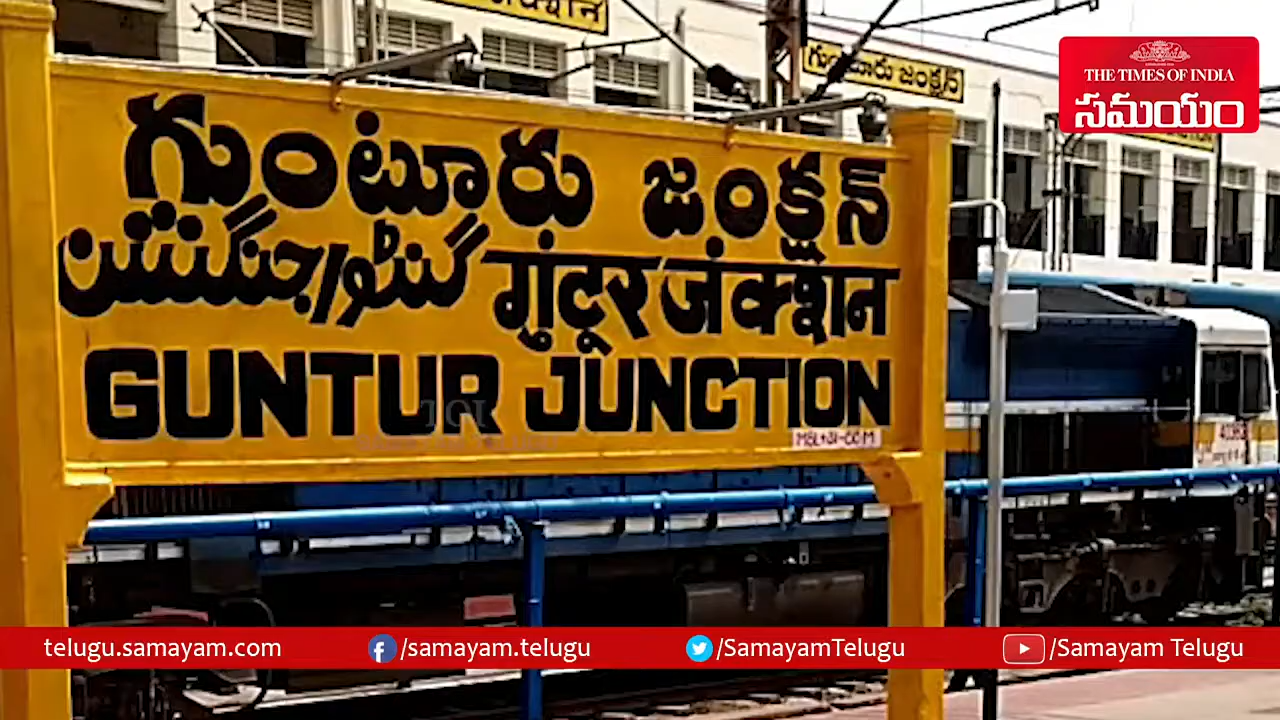 గుంటూరు జంక్షన్
THE TIMES OF INDIA
సమయం
గుంటూరు జంక్షన్
گنٹور جنکشن
गुंटूर जंक्शन
GUNTUR JUNCTION
telugu.samayam.com
/samayam.telugu
/SamayamTelugu
/Samayam Telugu